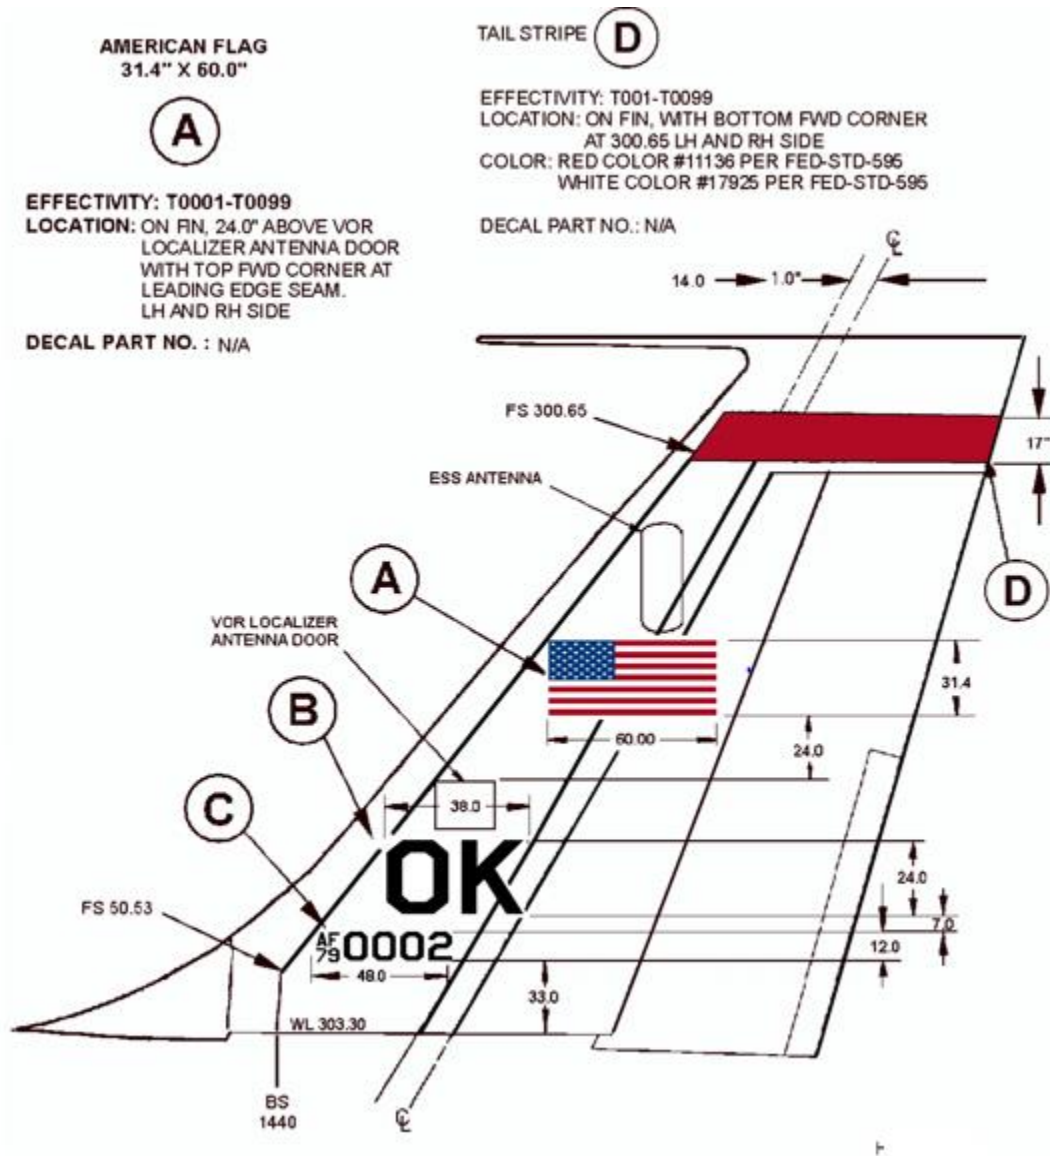 AMERICAN FLAG
31.4" X 60.0"
A
EFFECTIVITY: T0001-T0099
LOCATION: ON FIN, 24.0" ABOVE VOR
LOCALIZER ANTENNA DOOR
WITH TOP FWD CORNER AT
LEADING EDGE SEAM.
LH AND RH SIDE
DECAL PART NO. : N/A
TAIL STRIPE D
EFFECTIVITY: T001-T0099
LOCATION: ON FIN, WITH BOTTOM FWD CORNER
AT 300.65 LH AND RH SIDE
COLOR: RED COLOR #11136 PER FED-STD-595
WHITE COLOR #17925 PER FED-STD-595
DECAL PART NO.: N/A
CL
14.0
1.0"
FS 300.65
17"
ESS ANTENNA
A
D
VOR LOCALIZER
ANTENNA DOOR
31.4
B
60.00
24.0
C
38.0
OK
24.0
FS 50.53
7.0
AF
79 0002
12.0
48.0
33.0
WL 303.30
BS
1440
CL